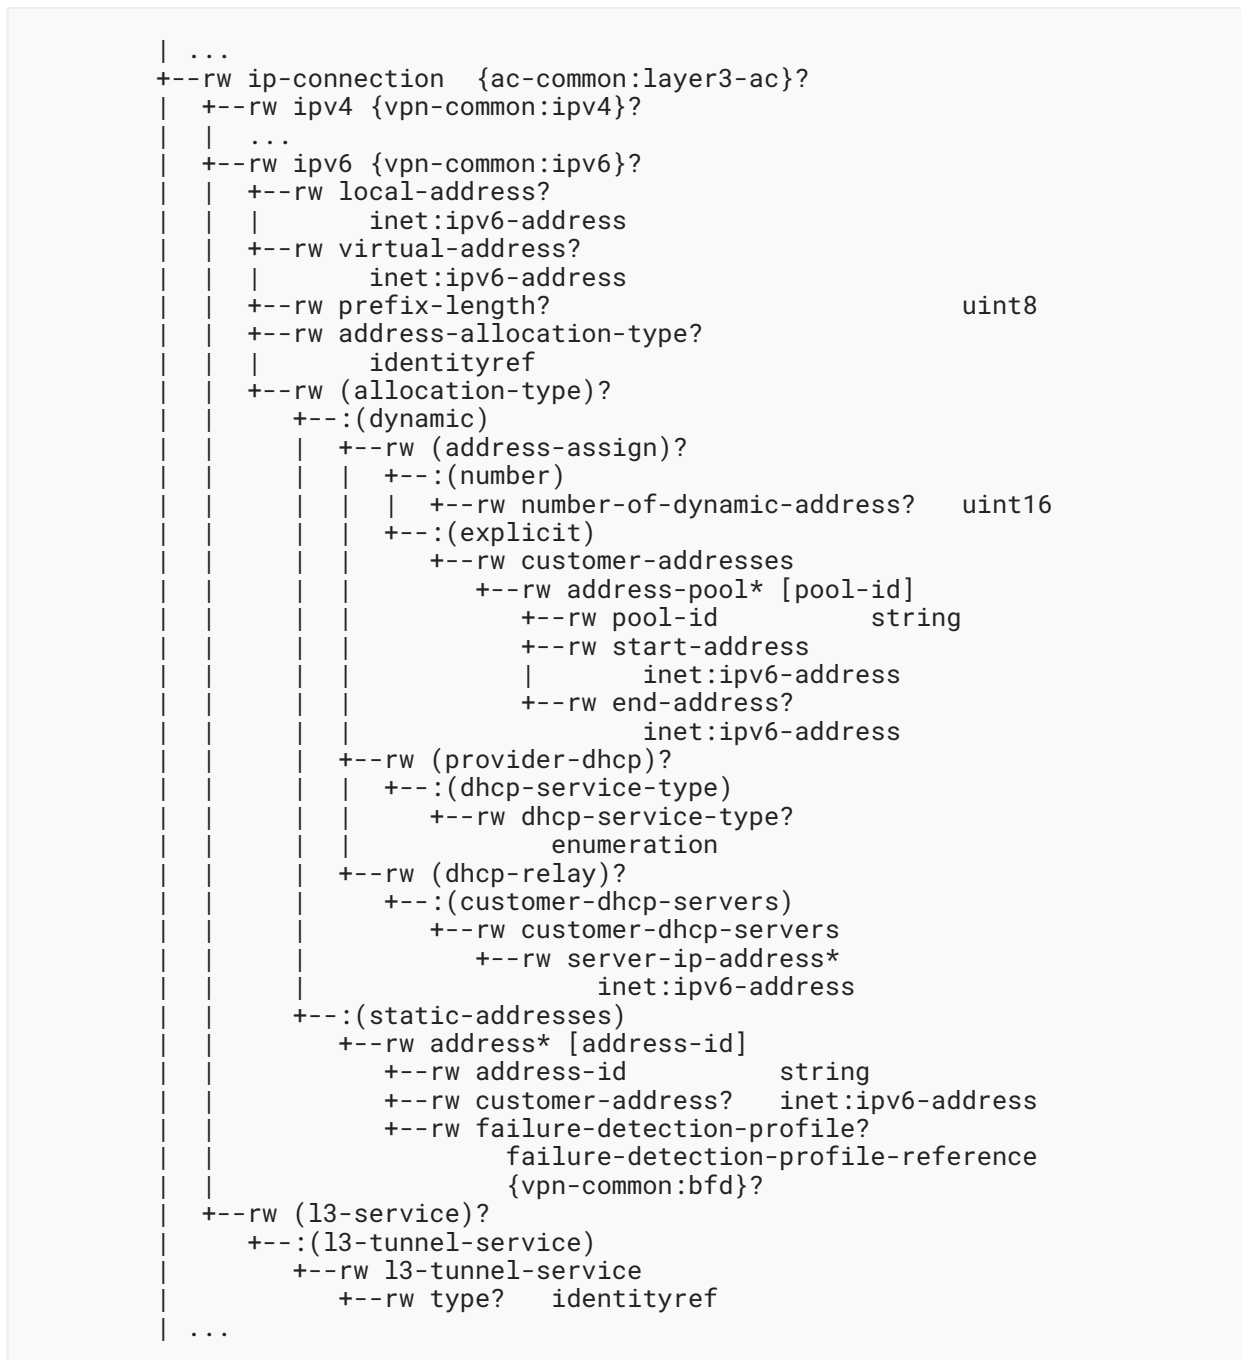 | ...
+--rw ip-connection  {ac-common:layer3-ac}?
|  +--rw ipv4 {vpn-common:ipv4}?
|  |  ...
|  +--rw ipv6 {vpn-common:ipv6}?
|  |  +--rw local-address?
|  |  |       inet:ipv6-address
|  |  +--rw virtual-address?
|  |  |       inet:ipv6-address
|  |  +--rw prefix-length?                            uint8
|  |  +--rw address-allocation-type?
|  |  |       identityref
|  |  +--rw (allocation-type)?
|  |     +--:(dynamic)
|  |     |  +--rw (address-assign)?
|  |     |  |  +--:(number)
|  |     |  |  |  +--rw number-of-dynamic-address?   uint16
|  |     |  |  +--:(explicit)
|  |     |  |     +--rw customer-addresses
|  |     |  |        +--rw address-pool* [pool-id]
|  |     |  |           +--rw pool-id          string
|  |     |  |           +--rw start-address
|  |     |  |           |       inet:ipv6-address
|  |     |  |           +--rw end-address?
|  |     |  |                   inet:ipv6-address
|  |     |  +--rw (provider-dhcp)?
|  |     |  |  +--:(dhcp-service-type)
|  |     |  |     +--rw dhcp-service-type?
|  |     |  |             enumeration
|  |     |  +--rw (dhcp-relay)?
|  |     |     +--:(customer-dhcp-servers)
|  |     |        +--rw customer-dhcp-servers
|  |     |           +--rw server-ip-address*
|  |     |                   inet:ipv6-address
|  |     +--:(static-addresses)
|  |        +--rw address* [address-id]
|  |           +--rw address-id          string
|  |           +--rw customer-address?   inet:ipv6-address
|  |           +--rw failure-detection-profile?
|  |                   failure-detection-profile-reference
|  |                   {vpn-common:bfd}?
|  +--rw (l3-service)?
|     +--:(l3-tunnel-service)
|        +--rw l3-tunnel-service
|           +--rw type?   identityref
| ...